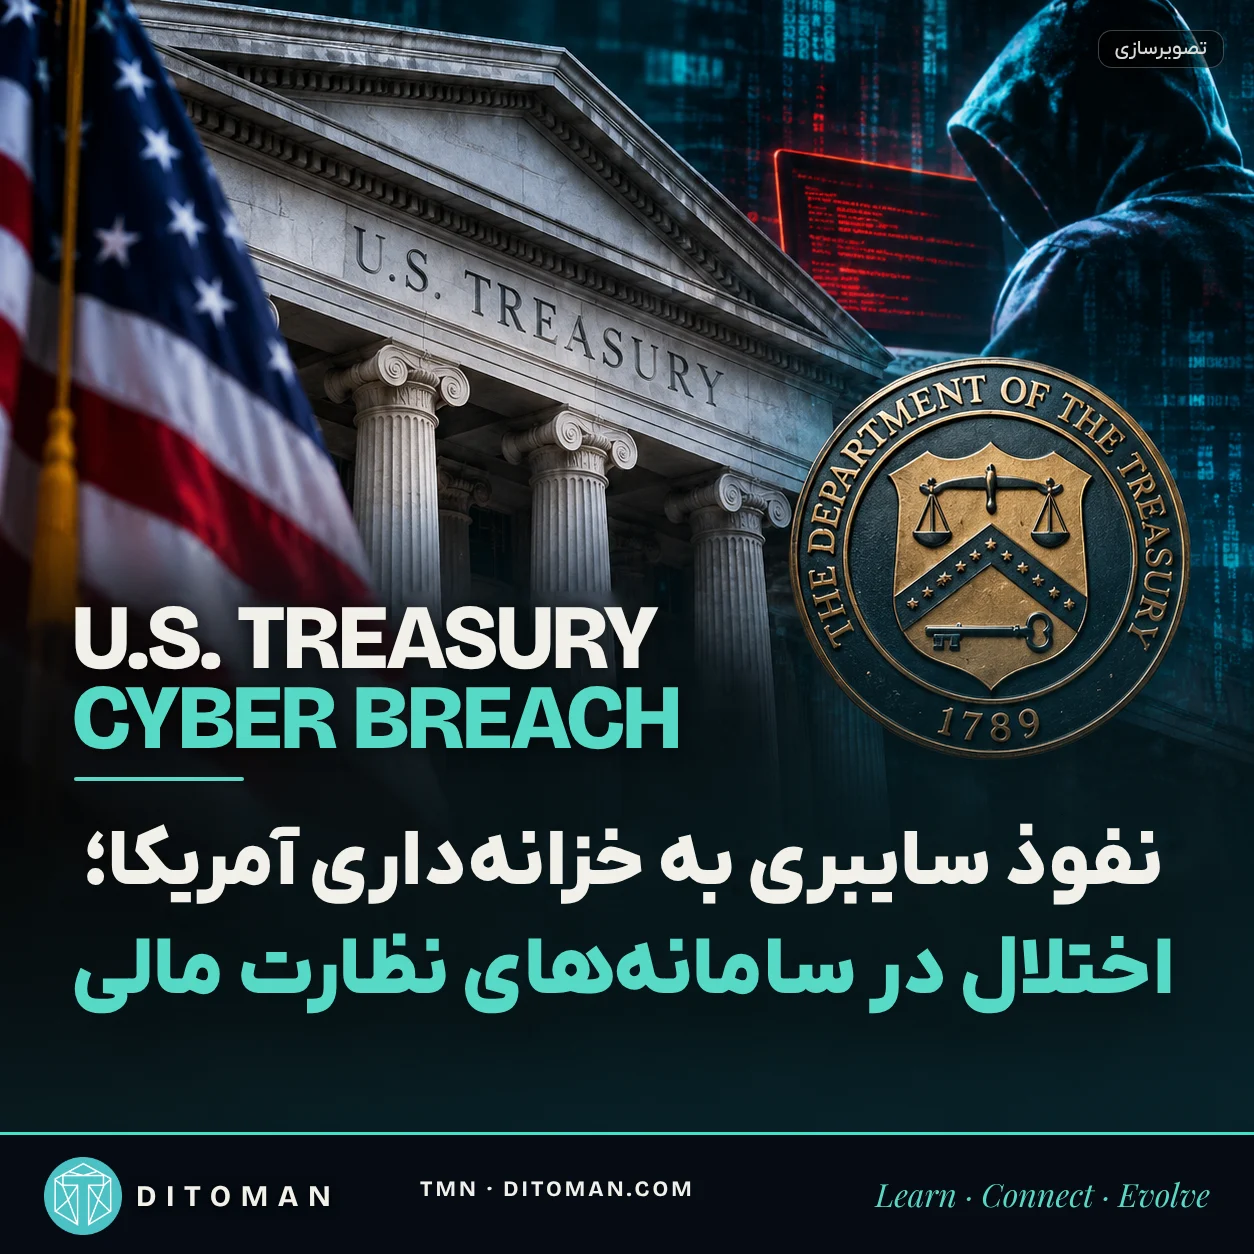 تصویرسازی
U.S. TREASURY
THE DEPARTMENT OF THE TREASURY
1789
U.S. TREASURY
CYBER BREACH
نفوذ سایبری به خزانه‌داری آمریکا؛
اختلال در سامانه‌های نظارت مالی
DITOMAN
TMN · DITOMAN.COM
Learn · Connect · Evolve